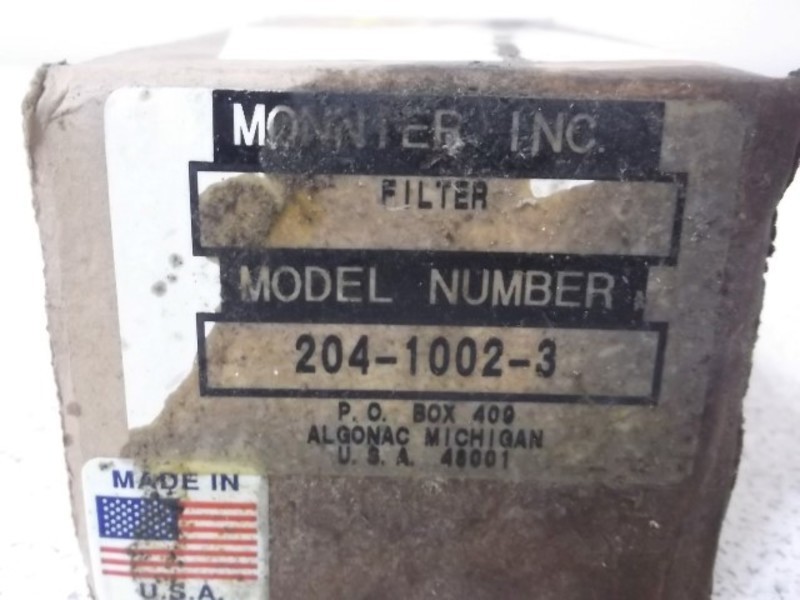 MONNIER INC.
FILTER
MODEL NUMBER
204-1002-3
P.O. BOX 409
ALGONAC MICHIGAN
U.S.A. 48001
MADE IN
U.S.A.